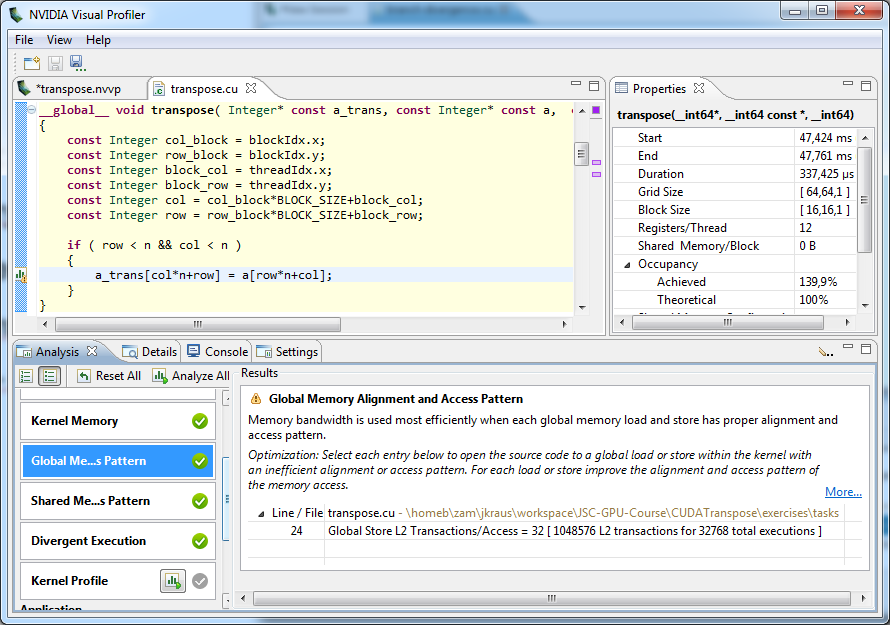 NVIDIA Visual Profiler
File View Help
*transpose.nvvp
transpose.cu
__global__ void transpose( Integer* const a_trans, const Integer* const a,
{
const Integer col_block = blockIdx.x;
const Integer row_block = blockIdx.y;
const Integer block_col = threadIdx.x;
const Integer block_row = threadIdx.y;
const Integer col = col_block*BLOCK_SIZE+block_col;
const Integer row = row_block*BLOCK_SIZE+block_row;
if ( row < n && col < n )
{
a_trans[col*n+row] = a[row*n+col];
}
}
Properties
transpose(__int64*, __int64 const *, __int64)
Start 47,424 ms
End 47,761 ms
Duration 337,425 µs
Grid Size [ 64,64,1 ]
Block Size [ 16,16,1 ]
Registers/Thread 12
Shared Memory/Block 0 B
Occupancy
Achieved 139,9%
Theoretical 100%
Analysis Details Console Settings
Reset All Analyze All
Kernel Memory
Global Me...s Pattern
Shared Me...s Pattern
Divergent Execution
Kernel Profile
Application
Results
Global Memory Alignment and Access Pattern
Memory bandwidth is used most efficiently when each global memory load and store has proper alignment and
access pattern.
Optimization: Select each entry below to open the source code to a global load or store within the kernel with
an inefficient alignment or access pattern. For each load or store improve the alignment and access pattern of
the memory access.
More...
Line / File transpose.cu - \homeb\zam\jkraus\workspace\JSC-GPU-Course\CUDATranspose\exercises\tasks
24 Global Store L2 Transactions/Access = 32 [ 1048576 L2 transactions for 32768 total executions ]